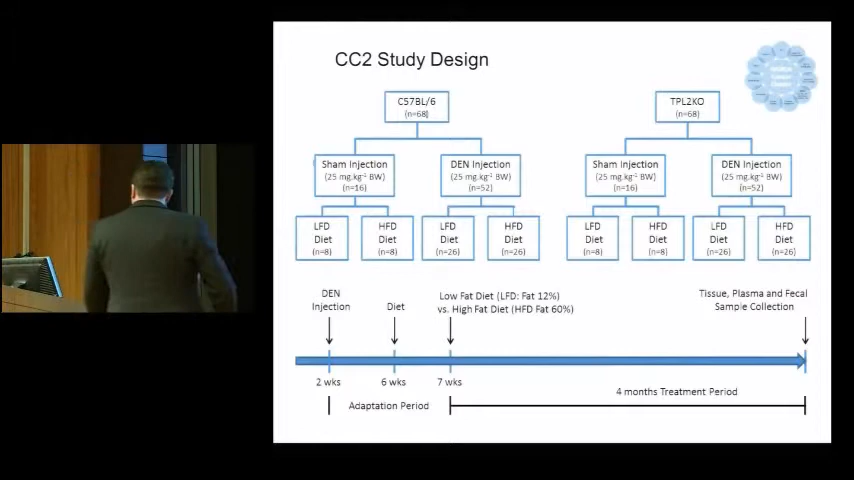 CC2 Study Design
C57BL/6
(n=68)
TPL2KO
(n=68)
Sham Injection
(25 mg.kg⁻¹ BW)
(n=16)
DEN Injection
(25 mg.kg⁻¹ BW)
(n=52)
Sham Injection
(25 mg.kg⁻¹ BW)
(n=16)
DEN Injection
(25 mg.kg⁻¹ BW)
(n=52)
LFD
Diet
(n=8)
HFD
Diet
(n=8)
LFD
Diet
(n=26)
HFD
Diet
(n=26)
LFD
Diet
(n=8)
HFD
Diet
(n=8)
LFD
Diet
(n=26)
HFD
Diet
(n=26)
DEN
Injection
Diet
Low Fat Diet (LFD: Fat 12%)
vs. High Fat Diet (HFD Fat 60%)
Tissue, Plasma and Fecal
Sample Collection
2 wks
6 wks
7 wks
Adaptation Period
4 months Treatment Period